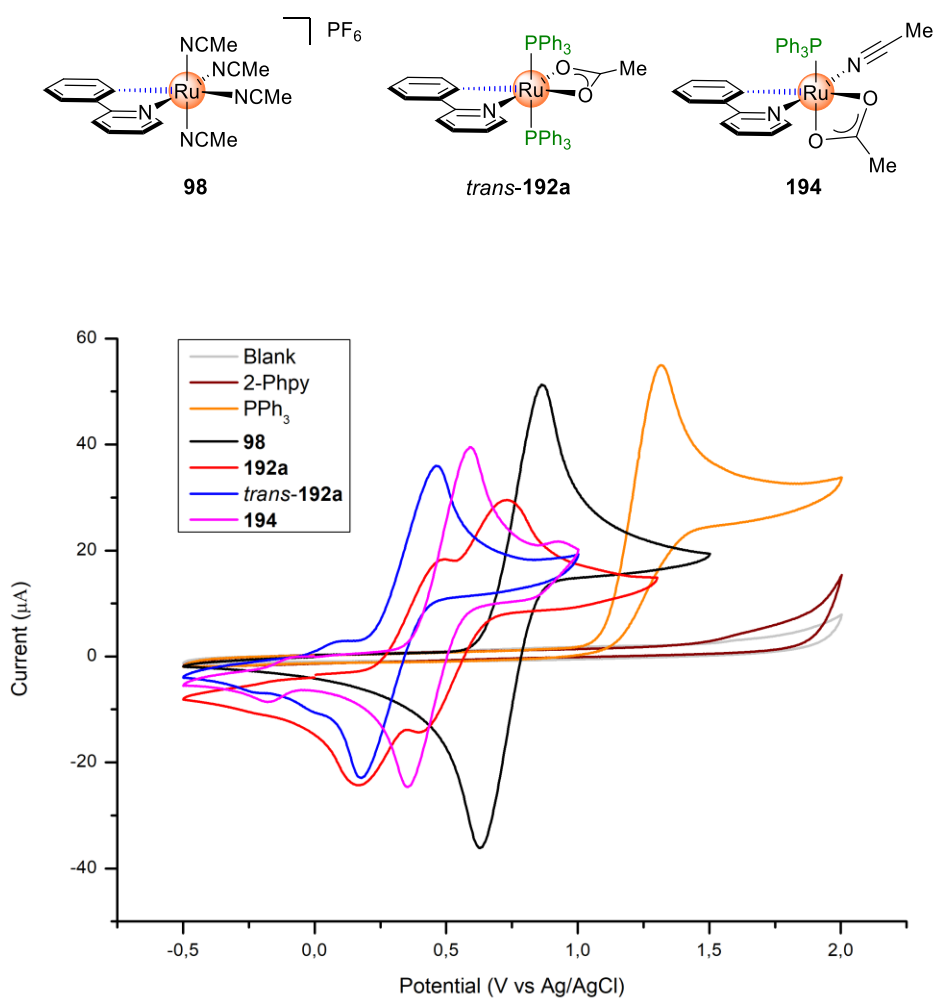 PF6
NCMe
NCMe
Ru
NCMe
N
NCMe
98
PPh3
O
Me
Ru
O
N
PPh3
trans-192a
Ph3P
N
Me
Ru
O
N
O
Me
194
60
40
20
0
-20
-40
Current (μA)
Blank
2-Phpy
PPh3
98
192a
trans-192a
194
-0,5
0,0
0,5
1,0
1,5
2,0
Potential (V vs Ag/AgCl)